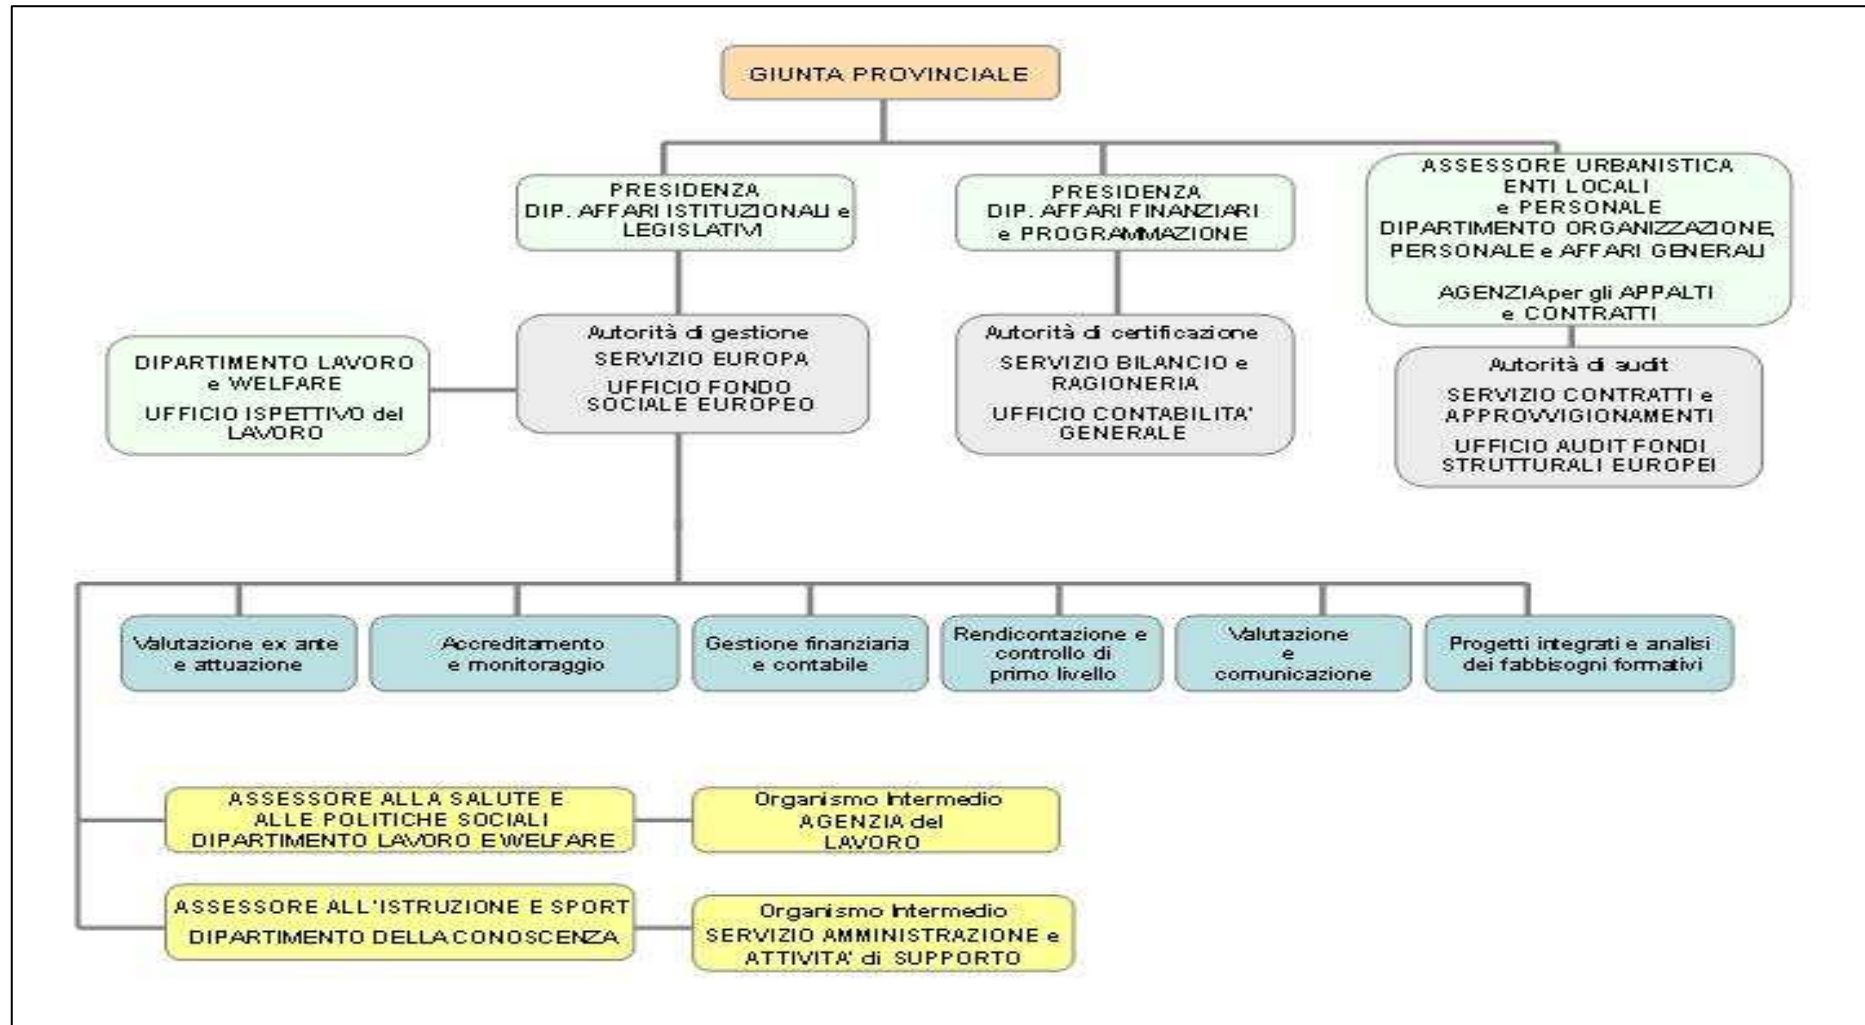 GIUNTA PROVINCIALE
PRESIDENZA
DIP. AFFARI ISTITUZIONALI e
LEGISLATIVI
PRESIDENZA
DIP. AFFARI FINANZIARI
e PROGRAMMAZIONE
ASSESSORE URBANISTICA
ENTI LOCALI
e PERSONALE
DIPARTIMENTO ORGANIZZAZIONE,
PERSONALE e AFFARI GENERALI
AGENZIA per gli APPALTI
e CONTRATTI
DIPARTIMENTO LAVORO
e WELFARE
UFFICIO ISPETTIVO del
LAVORO
Autorità di gestione
SERVIZIO EUROPA
UFFICIO FONDO
SOCIALE EUROPEO
Autorità di certificazione
SERVIZIO BILANCIO e
RAGIONERIA
UFFICIO CONTABILITA'
GENERALE
Autorità di audit
SERVIZIO CONTRATTI e
APPROVVIGIONAMENTI
UFFICIO AUDIT FONDI
STRUTTURALI EUROPEI
Valutazione ex ante
e attuazione
Accreditamento
e monitoraggio
Gestione finanziaria
e contabile
Rendicontazione e
controllo di
primo livello
Valutazione
e
comunicazione
Progetti integrati e analisi
dei fabbisogni formativi
ASSESSORE ALLA SALUTE E
ALLE POLITICHE SOCIALI
DIPARTIMENTO LAVORO E WELFARE
Organismo Intermedio
AGENZIA del
LAVORO
ASSESSORE ALL'ISTRUZIONE E SPORT
DIPARTIMENTO DELLA CONOSCENZA
Organismo Intermedio
SERVIZIO AMMINISTRAZIONE e
ATTIVITA' di SUPPORTO